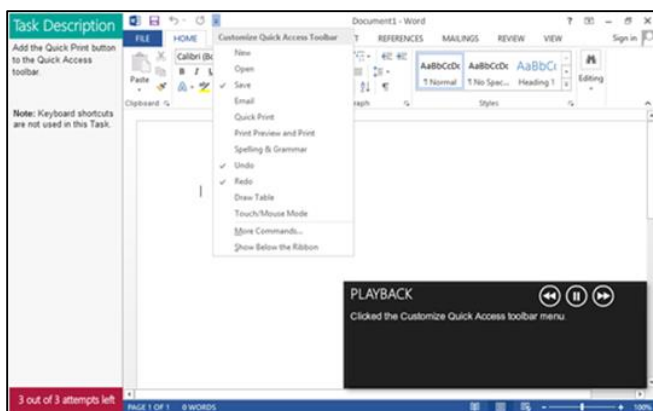 Task Description
Add the Quick Print button
to the Quick Access
toolbar.
Note: Keyboard shortcuts
are not used in this Task.
3 out of 3 attempts left
Document1 - Word
FILE HOME T REFERENCES MAILINGS REVIEW VIEW Sign in
Customize Quick Access Toolbar
New
Open
Save
Email
Quick Print
Print Preview and Print
Spelling & Grammar
Undo
Redo
Draw Table
Touch/Mouse Mode
More Commands...
Show Below the Ribbon
Calibri (Bo
B I U
Paste
Clipboard
raph
AaBbCcDc AaBbCcDc AaBbCc
¶ Normal ¶ No Spac... Heading 1
Styles
Editing
PLAYBACK
Clicked the Customize Quick Access toolbar menu.
PAGE 1 OF 1 0 WORDS 100%